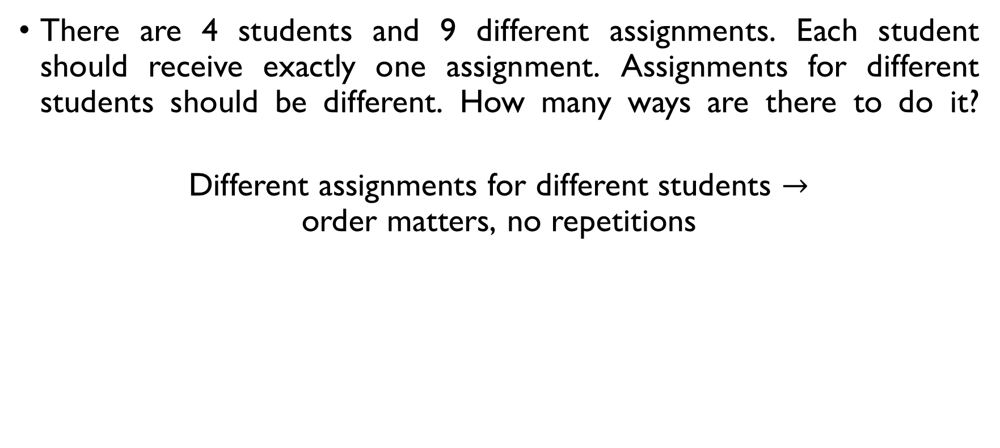 • There are 4 students and 9 different assignments. Each student
should receive exactly one assignment. Assignments for different
students should be different. How many ways are there to do it?
Different assignments for different students →
order matters, no repetitions